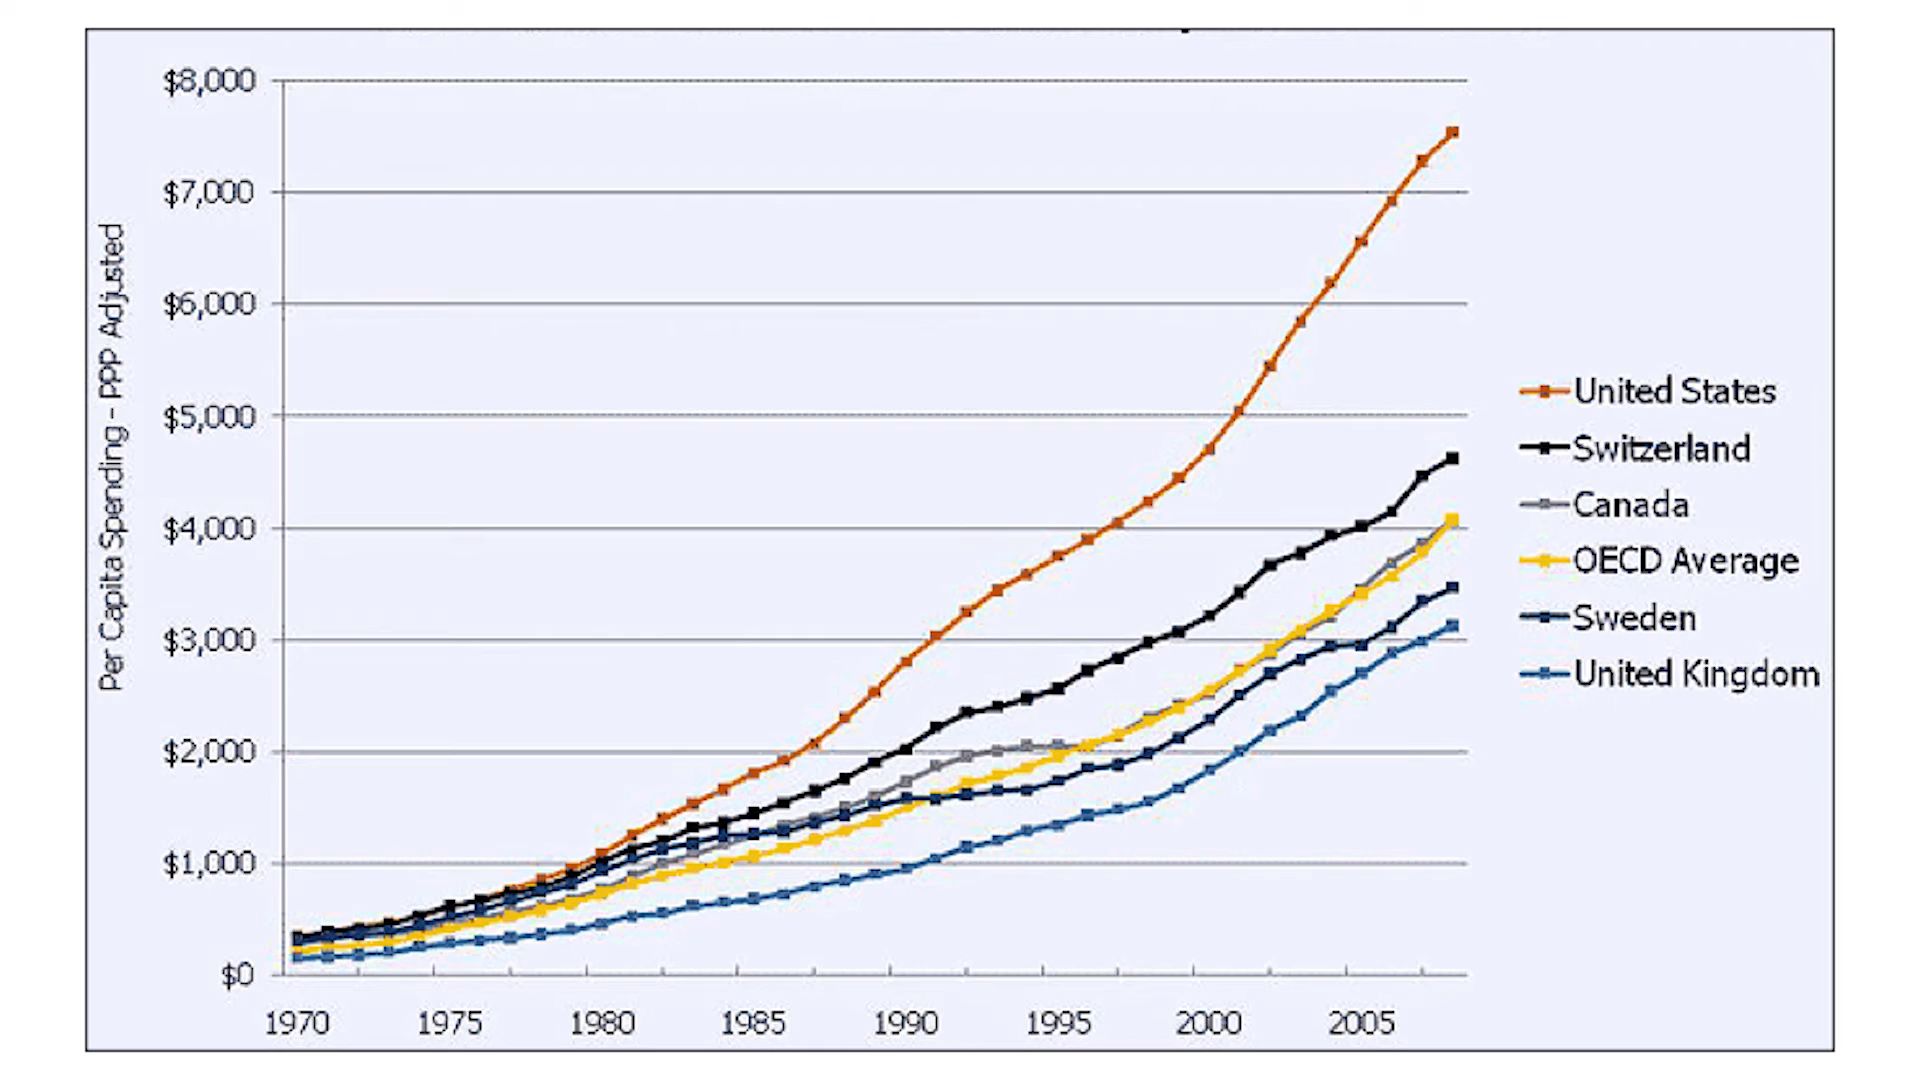 Per Capita Spending - PPP Adjusted
$8,000
$7,000
$6,000
$5,000
$4,000
$3,000
$2,000
$1,000
$0
1970 1975 1980 1985 1990 1995 2000 2005
United States
Switzerland
Canada
OECD Average
Sweden
United Kingdom